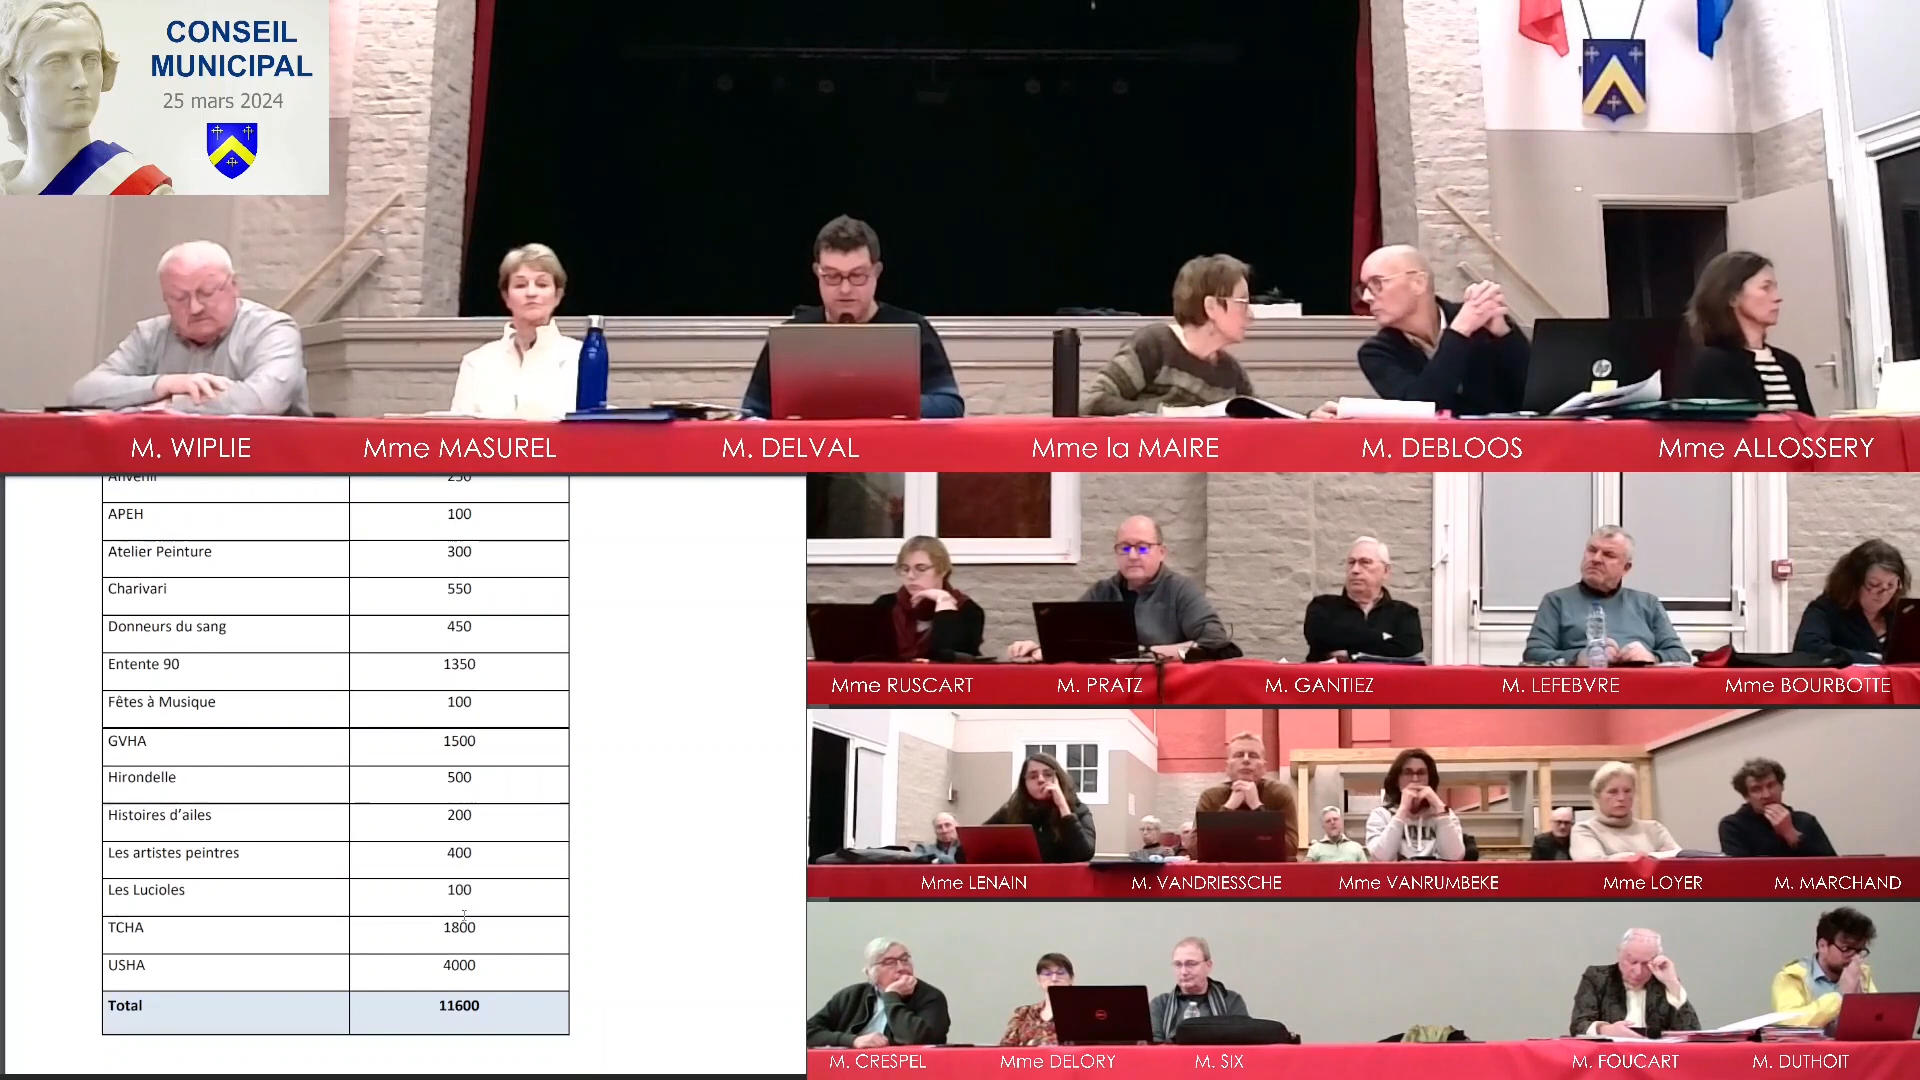 CONSEIL
MUNICIPAL
25 mars 2024
M. WIPLIE
Mme MASUREL
M. DELVAL
Mme la MAIRE
M. DEBLOOS
Mme ALLOSSERY
Anvenir 250
APEH 100
Atelier Peinture 300
Charivari 550
Donneurs du sang 450
Entente 90 1350
Fêtes à Musique 100
GVHA 1500
Hirondelle 500
Histoires d’ailes 200
Les artistes peintres 400
Les Lucioles 100
TCHA 1800
USHA 4000
Total 11600
Mme RUSCART
M. PRATZ
M. GANTIEZ
M. LEFEBVRE
Mme BOURBOTTE
Mme LENAIN
M. VANDRIESSCHE
Mme VANRUMBEKE
Mme LOYER
M. MARCHAND
M. CRESPEL
Mme DELORY
M. SIX
M. FOUCART
M. DUTHOIT